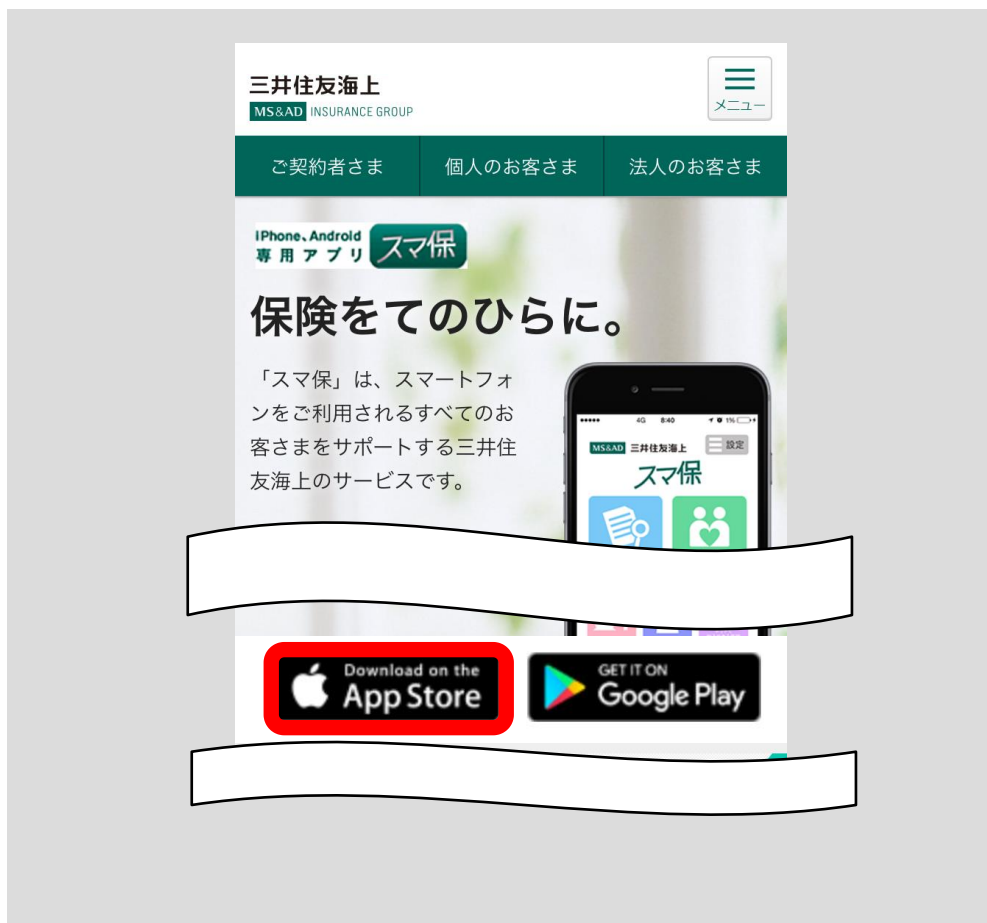 三井住友海上
MS&AD INSURANCE GROUP
メニュー
ご契約者さま 個人のお客さま 法人のお客さま
iPhone、Android
専用アプリ スマ保
保険をてのひらに。
「スマ保」は、スマートフォ
ンをご利用されるすべてのお
客さまをサポートする三井住
友海上のサービスです。
4G 8:40 1%
MS&AD 三井住友海上 設定
スマ保
Download on the
App Store
GET IT ON
Google Play